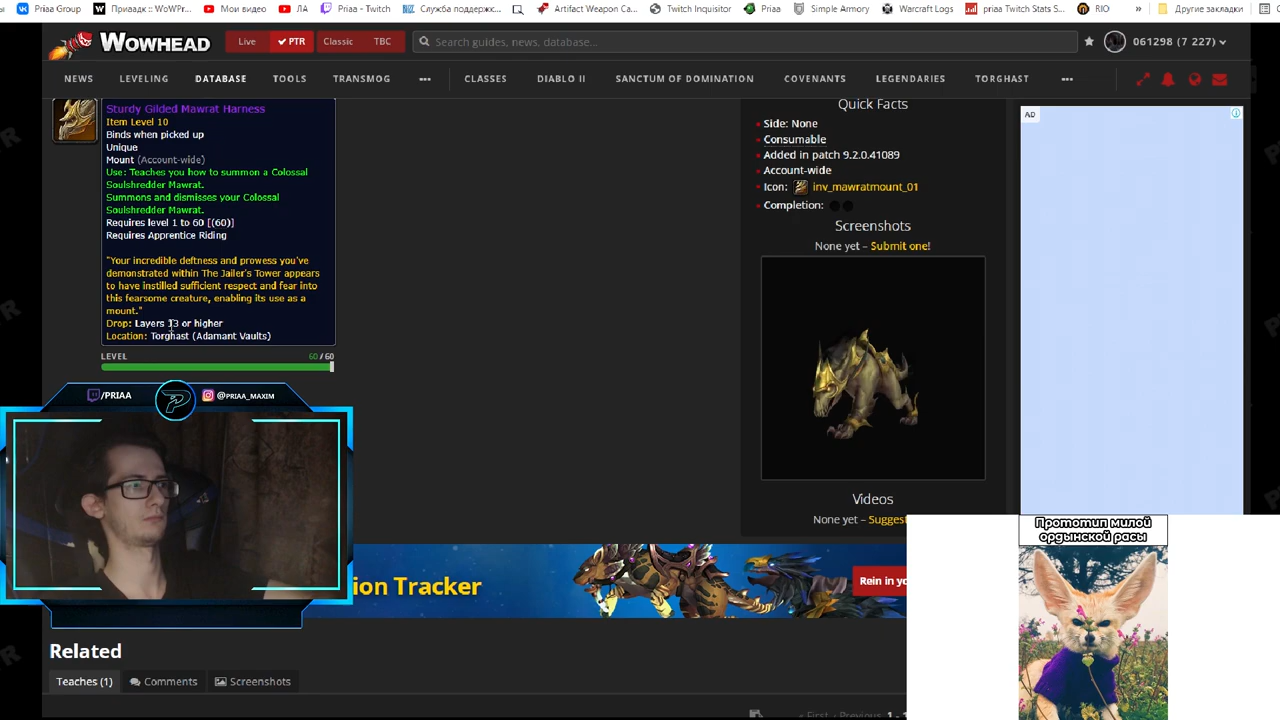 Priaa Group
Приаадк :: WoWPr...
Мои видео
ЛА
Priaa - Twitch
Служба поддержк...
Artifact Weapon Ca...
Twitch Inquisitor
Priaa
Simple Armory
Warcraft Logs
priaa Twitch Stats S...
RIO
»
Другие закладки
WOWHEAD
Live
PTR
Classic
TBC
Search guides, news, database...
061298 (7 227)
NEWS
LEVELING
DATABASE
TOOLS
TRANSMOG
•••
CLASSES
DIABLO II
SANCTUM OF DOMINATION
COVENANTS
LEGENDARIES
TORGHAST
•••
Sturdy Gilded Mawrat Harness
Item Level 10
Binds when picked up
Unique
Mount (Account-wide)
Use: Teaches you how to summon a Colossal
Soulshredder Mawrat.
Summons and dismisses your Colossal
Soulshredder Mawrat.
Requires level 1 to 60 [(60)]
Requires Apprentice Riding
"Your incredible deftness and prowess you've
demonstrated within The Jailer's Tower appears
to have instilled sufficient respect and fear into
this fearsome creature, enabling its use as a
mount."
Drop: Layers 13 or higher
Location: Torghast (Adamant Vaults)
LEVEL
60 / 60
Quick Facts
Side: None
Consumable
Added in patch 9.2.0.41089
Account-wide
Icon: inv_mawratmount_01
Completion:
Screenshots
None yet – Submit one!
Videos
None yet – Suggest
AD
/PRIAA
@PRIAA_MAXIM
ion Tracker
Rein in yo
Прототип милой
ордынской расы
Related
Teaches (1)
Comments
Screenshots
‹ First ‹ Previous 1 - 1